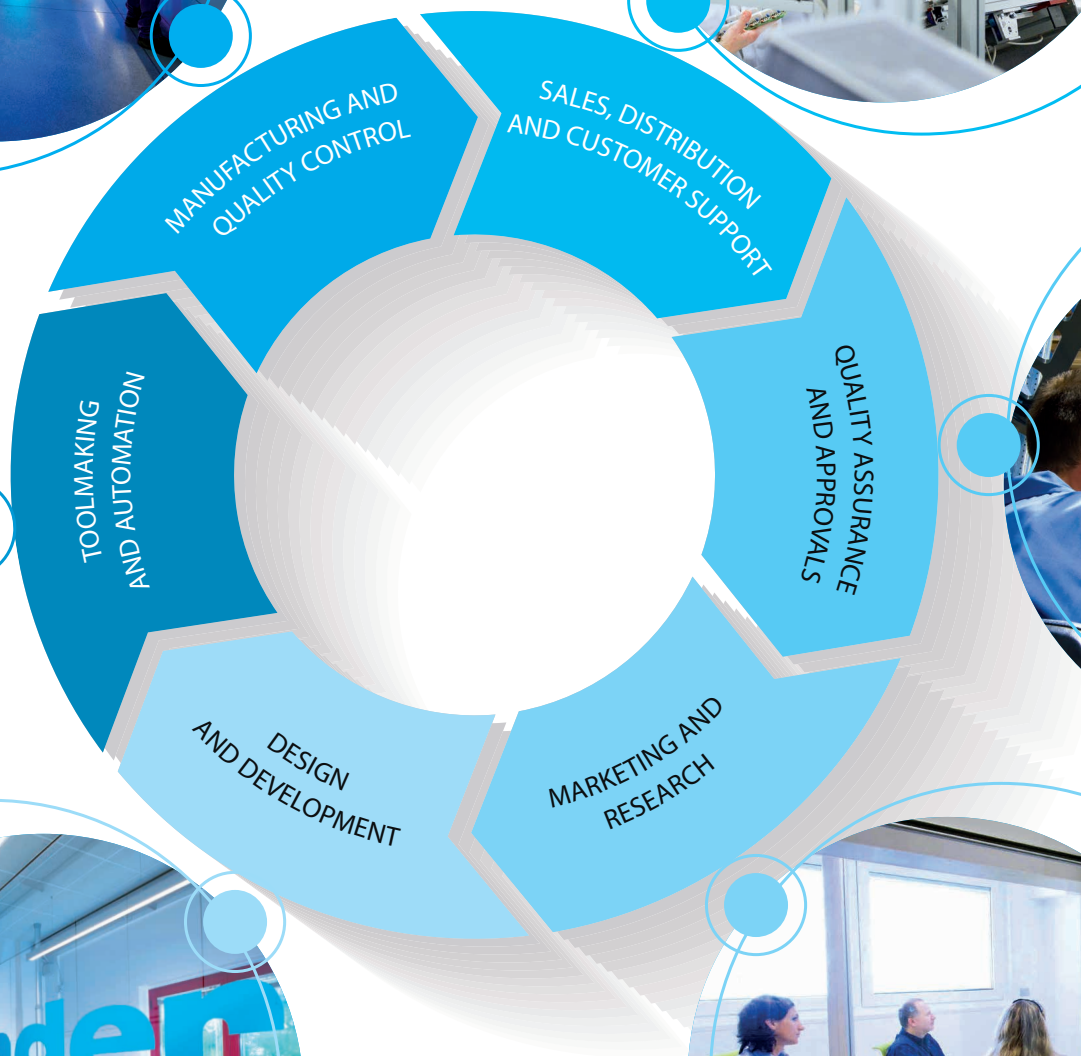 MANUFACTURING AND
QUALITY CONTROL
SALES, DISTRIBUTION
AND CUSTOMER SUPPORT
QUALITY ASSURANCE
AND APPROVALS
MARKETING AND
RESEARCH
DESIGN
AND DEVELOPMENT
TOOLMAKING
AND AUTOMATION